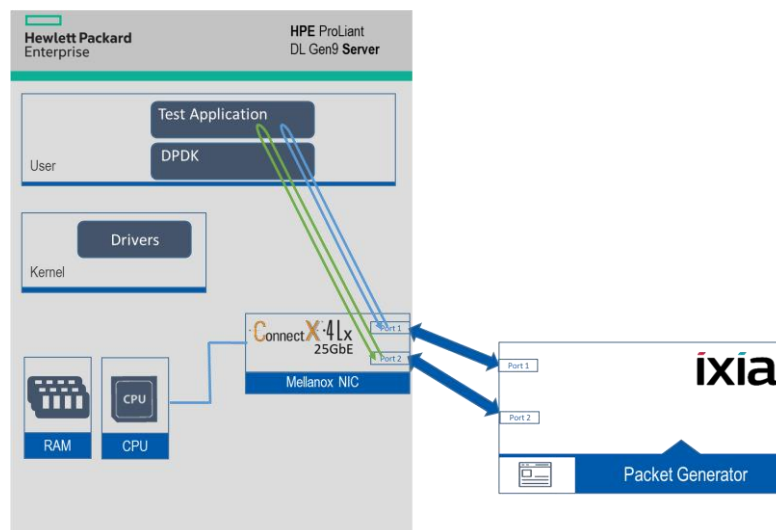 Hewlett Packard
Enterprise
HPE ProLiant
DL Gen9 Server
Test Application
DPDK
User
Drivers
Kernel
ConnectX·4Lx
25GbE
Port 1
Port 2
Mellanox NIC
CPU
RAM
CPU
Port 1
Port 2
ixia
Packet Generator